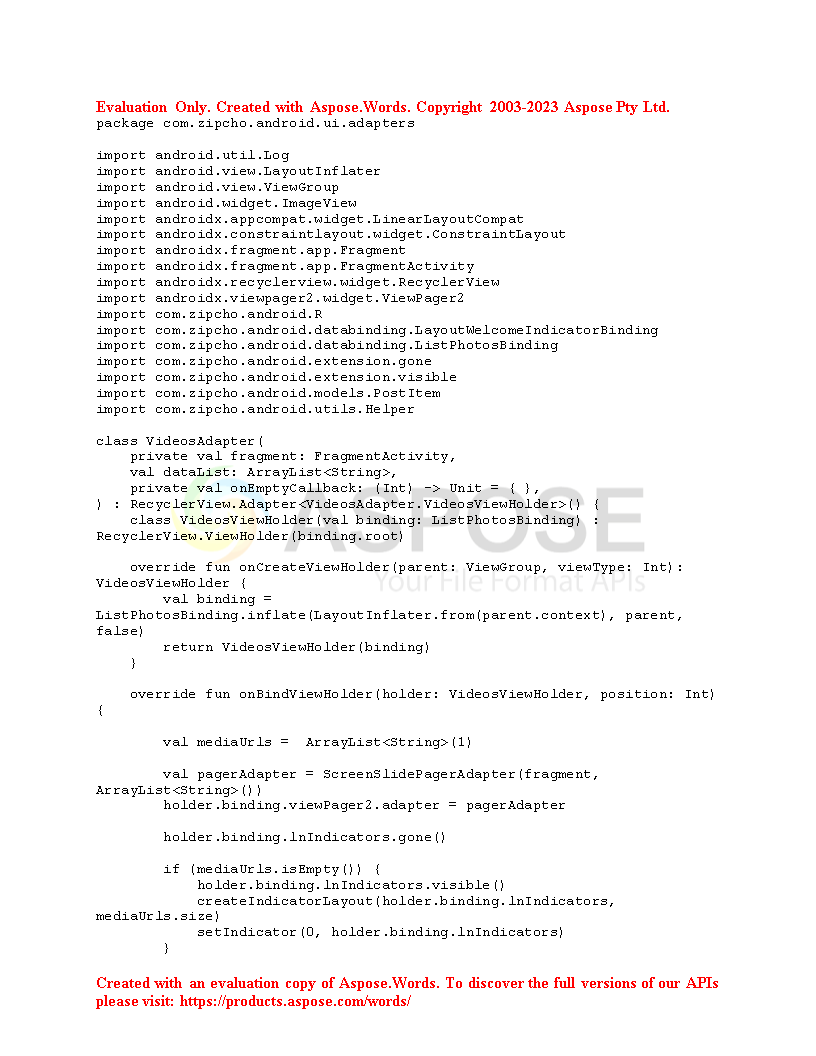 Evaluation Only. Created with Aspose.Words. Copyright 2003-2023 Aspose Pty Ltd.
package com.zipcho.android.ui.adapters

import android.util.Log
import android.view.LayoutInflater
import android.view.ViewGroup
import android.widget.ImageView
import androidx.appcompat.widget.LinearLayoutCompat
import androidx.constraintlayout.widget.ConstraintLayout
import androidx.fragment.app.Fragment
import androidx.fragment.app.FragmentActivity
import androidx.recyclerview.widget.RecyclerView
import androidx.viewpager2.widget.ViewPager2
import com.zipcho.android.R
import com.zipcho.android.databinding.LayoutWelcomeIndicatorBinding
import com.zipcho.android.databinding.ListPhotosBinding
import com.zipcho.android.extension.gone
import com.zipcho.android.extension.visible
import com.zipcho.android.models.PostItem
import com.zipcho.android.utils.Helper

class VideosAdapter(
    private val fragment: FragmentActivity,
    val dataList: ArrayList<String>,
    private val onEmptyCallback: (Int) -> Unit = { },
) : RecyclerView.Adapter<VideosAdapter.VideosViewHolder>() {
    class VideosViewHolder(val binding: ListPhotosBinding) :
RecyclerView.ViewHolder(binding.root)
ASPOSE
Your File Format APIs

    override fun onCreateViewHolder(parent: ViewGroup, viewType: Int):
VideosViewHolder {
        val binding =
ListPhotosBinding.inflate(LayoutInflater.from(parent.context), parent,
false)
        return VideosViewHolder(binding)
    }

    override fun onBindViewHolder(holder: VideosViewHolder, position: Int)
{

        val mediaUrls =  ArrayList<String>(1)

        val pagerAdapter = ScreenSlidePagerAdapter(fragment,
ArrayList<String>())
        holder.binding.viewPager2.adapter = pagerAdapter

        holder.binding.lnIndicators.gone()

        if (mediaUrls.isEmpty()) {
            holder.binding.lnIndicators.visible()
            createIndicatorLayout(holder.binding.lnIndicators,
mediaUrls.size)
            setIndicator(0, holder.binding.lnIndicators)
        }

Created with an evaluation copy of Aspose.Words. To discover the full versions of our APIs
please visit: https://products.aspose.com/words/